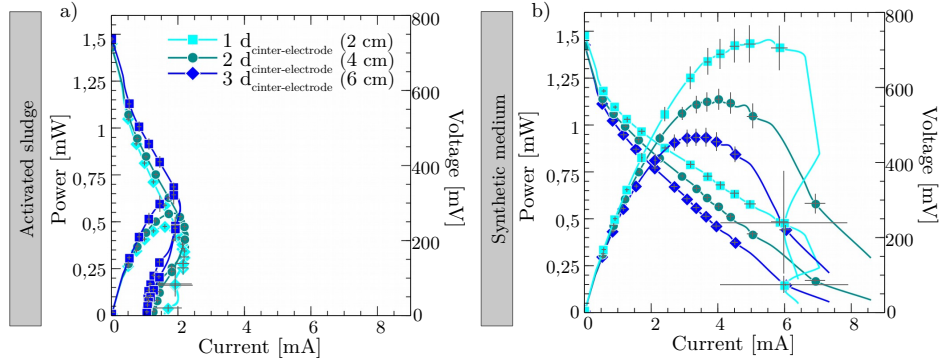 a)
Activated sludge
Power [mW]
1,5
1,25
1
0,75
0,5
0,25
0
0 2 4 6 8
Current [mA]
800
600
400
200
0
Voltage [mV]
1 d inter-electrode (2 cm)
2 d inter-electrode (4 cm)
3 d inter-electrode (6 cm)
b)
Synthetic medium
Power [mW]
1,5
1,25
1
0,75
0,5
0,25
0
0 2 4 6 8
Current [mA]
800
600
400
200
0
Voltage [mV]